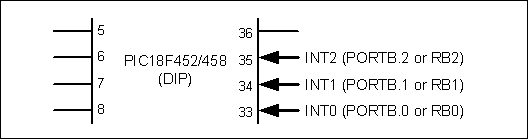 5 36
6 PIC18F452/458 35 INT2 (PORTB.2 or RB2)
(DIP)
7 34 INT1 (PORTB.1 or RB1)
8 33 INT0 (PORTB.0 or RB0)